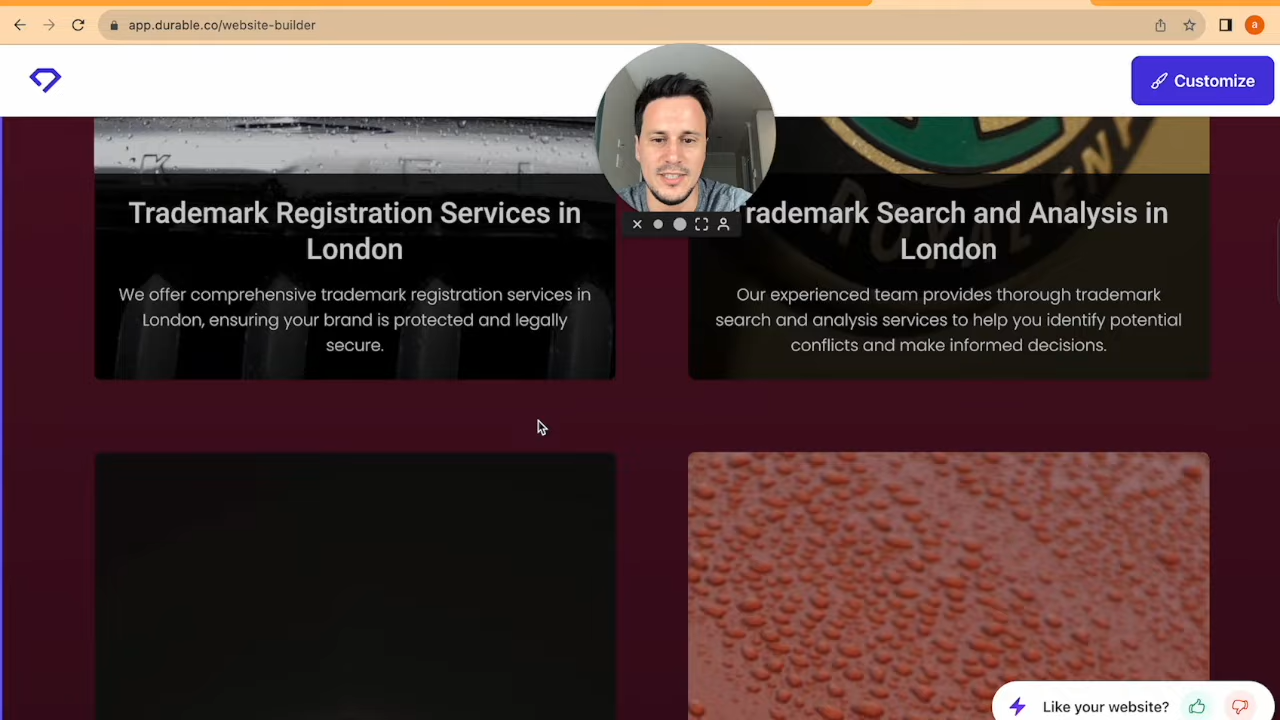 app.durable.co/website-builder
a
Customize
K
ROYAL ENF
Trademark Registration Services in
London
We offer comprehensive trademark registration services in
London, ensuring your brand is protected and legally
secure.
rademark Search and Analysis in
London
Our experienced team provides thorough trademark
search and analysis services to help you identify potential
conflicts and make informed decisions.
Like your website?